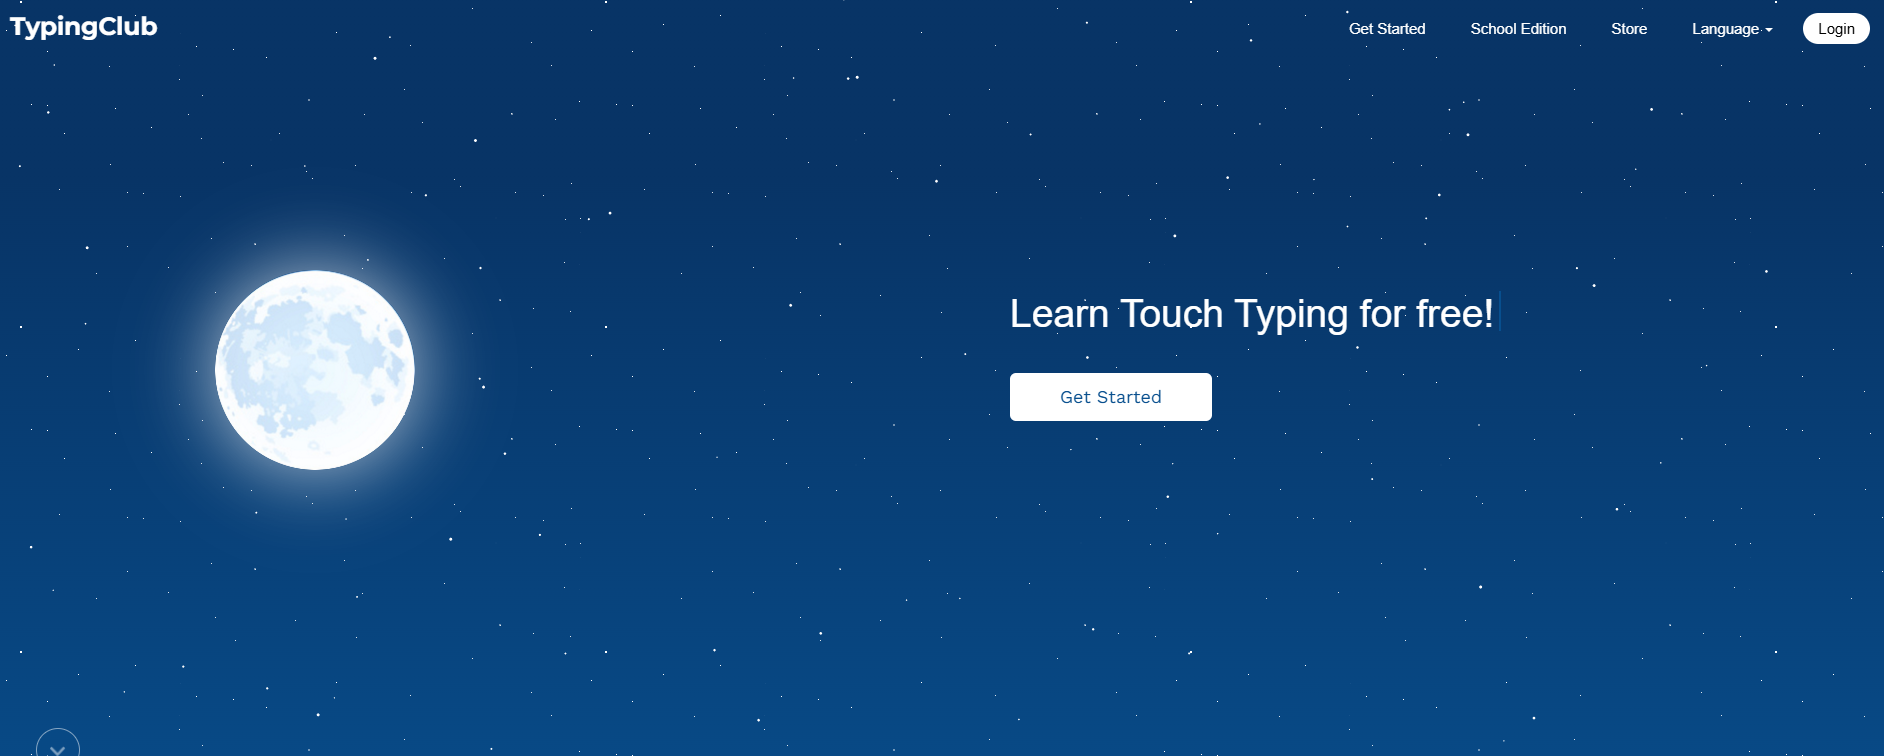 TypingClub
Get Started School Edition Store Language Login
Learn Touch Typing for free!
Get Started